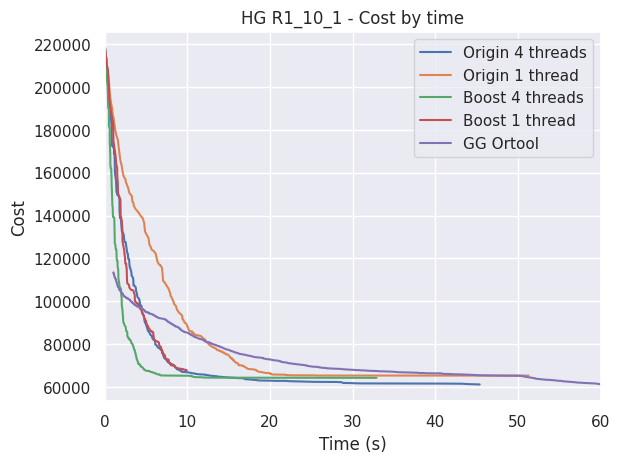 HG R1_10_1 - Cost by time
220000
200000
180000
160000
140000
120000
100000
80000
60000
Cost
Origin 4 threads
Origin 1 thread
Boost 4 threads
Boost 1 thread
GG Ortool
0 10 20 30 40 50 60
Time (s)